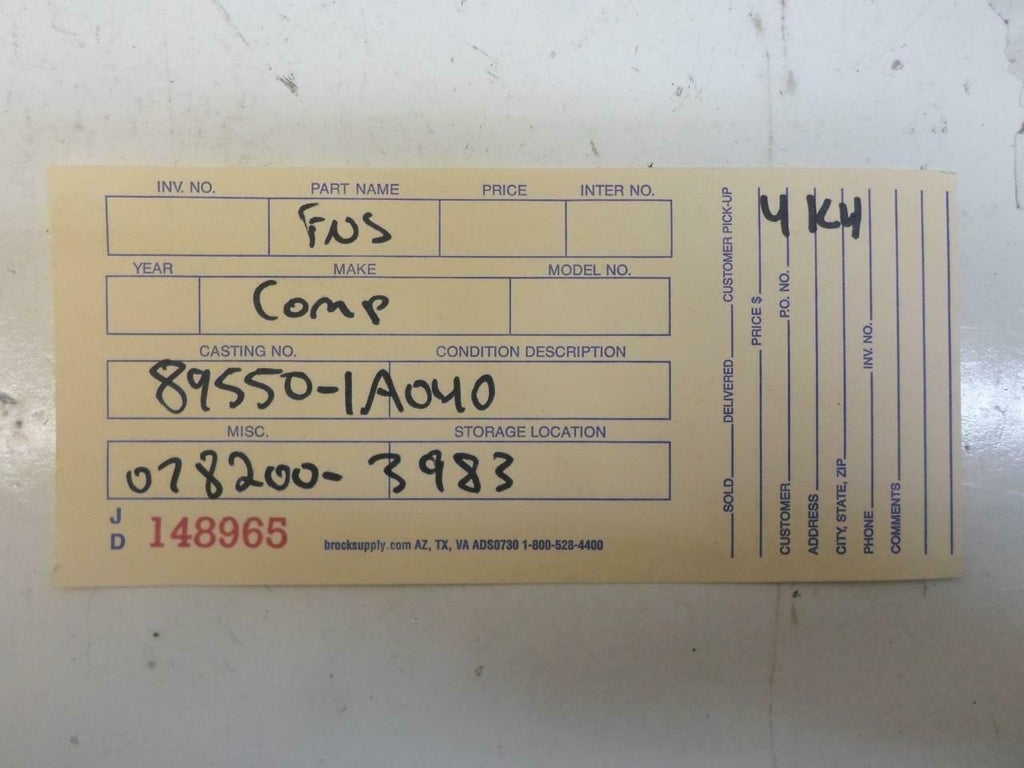 INV. NO. PART NAME PRICE INTER NO.
FNS
YEAR MAKE MODEL NO.
Comp
CASTING NO. CONDITION DESCRIPTION
89550-1A040
MISC. STORAGE LOCATION
078200-3983
J D 148965
brocksupply.com AZ, TX, VA ADS0730 1-800-528-4400
SOLD DELIVERED CUSTOMER PICK-UP
PRICE $
CUSTOMER P.O. NO.
ADDRESS
CITY, STATE, ZIP
PHONE INV. NO.
COMMENTS
4 KH